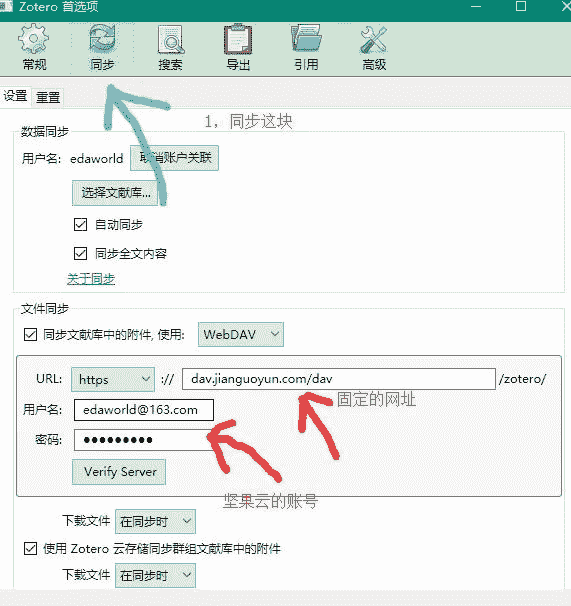 Zotero 首选项
常规 同步 搜索 导出 引用 高级
设置 重置
1，同步这块
数据同步
用户名: edaworld 取消账户关联
选择文献库...
自动同步
同步全文内容
关于同步
文件同步
同步文献库中的附件, 使用: WebDAV
URL: https :// dav.jianguoyun.com/dav /zotero/
固定的网址
用户名: edaworld@163.com
密码: ●●●●●●●●●
Verify Server
坚果云的账号
下载文件 在同步时
使用 Zotero 云存储同步群组文献库中的附件
下载文件 在同步时